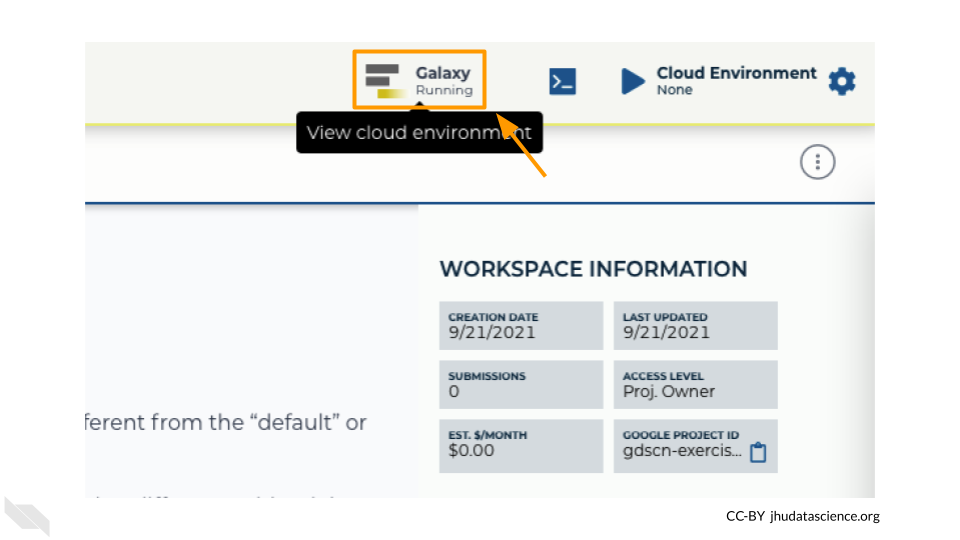 Galaxy
Running
Cloud Environment
None
View cloud environment
WORKSPACE INFORMATION
CREATION DATE
9/21/2021
LAST UPDATED
9/21/2021
SUBMISSIONS
0
ACCESS LEVEL
Proj. Owner
ferent from the “default” or
EST. $/MONTH
$0.00
GOOGLE PROJECT ID
gdscn-exercis...
CC-BY jhudatascience.org